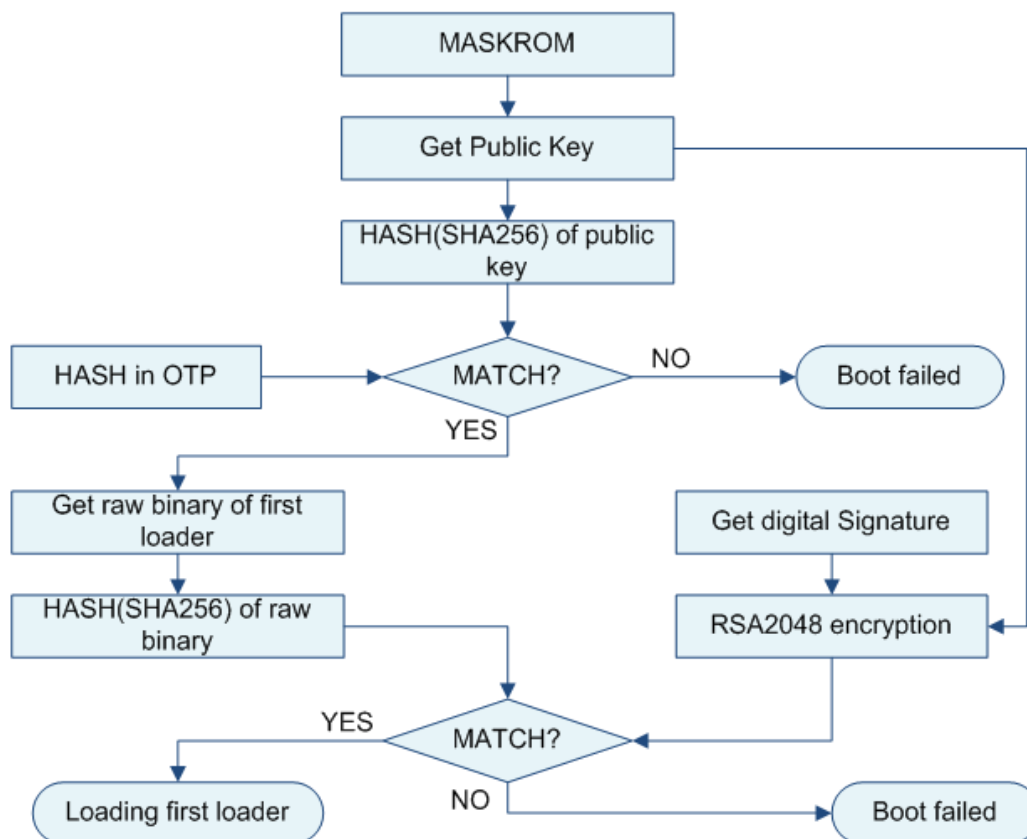 MASKROM
Get Public Key
HASH(SHA256) of public
key
HASH in OTP
MATCH?
NO
Boot failed
YES
Get raw binary of first
loader
Get digital Signature
HASH(SHA256) of raw
binary
RSA2048 encryption
YES
MATCH?
Loading first loader
NO
Boot failed